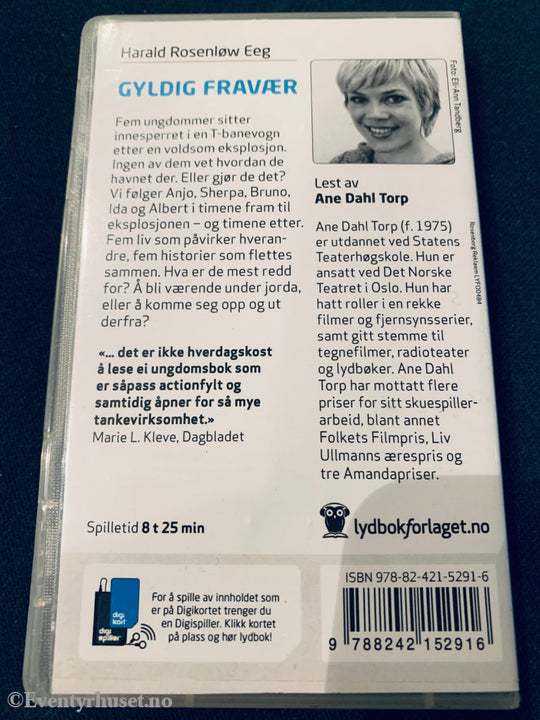 Harald Rosenløw Eeg
GYLDIG FRAVÆR
Fem ungdommer sitter
innesperret i en T-banevogn
etter en voldsom eksplosjon.
Ingen av dem vet hvordan de
havnet der. Eller gjør de det?
Vi følger Anjo, Sherpa, Bruno,
Ida og Albert i timene fram til
eksplosjonen – og timene etter.
Fem liv som påvirker hveran-
dre, fem historier som flettes
sammen. Hva er de mest redd
for? Å bli værende under jorda,
eller å komme seg opp og ut
derfra?
«... det er ikke hverdagskost
å lese ei ungdomsbok som
er såpass actionfylt og
samtidig åpner for så mye
tankevirksomhet.»
Marie L. Kleve, Dagbladet
Spilletid 8 t 25 min
Foto: Eli-Ann Tandberg
Lest av
Ane Dahl Torp
Ane Dahl Torp (f. 1975)
er utdannet ved Statens
Teaterhøgskole. Hun er
ansatt ved Det Norske
Teatret i Oslo. Hun har
hatt roller i en rekke
filmer og fjernsynsserier,
samt gitt stemme til
tegnefilmer, radioteater
og lydbøker. Ane Dahl
Torp har mottatt flere
priser for sitt skuespiller-
arbeid, blant annet
Folkets Filmpris, Liv
Ullmanns ærespris og
tre Amandapriser.
Rosenborg Reklaem LYF00484
lydbokforlaget.no
digi
kort
digi
spiller
For å spille av innholdet som
er på Digikortet trenger du
en Digispiller. Klikk kortet
på plass og hør lydbok!
ISBN 978-82-421-5291-6
9 788242 152916
©Eventyrhuset.no